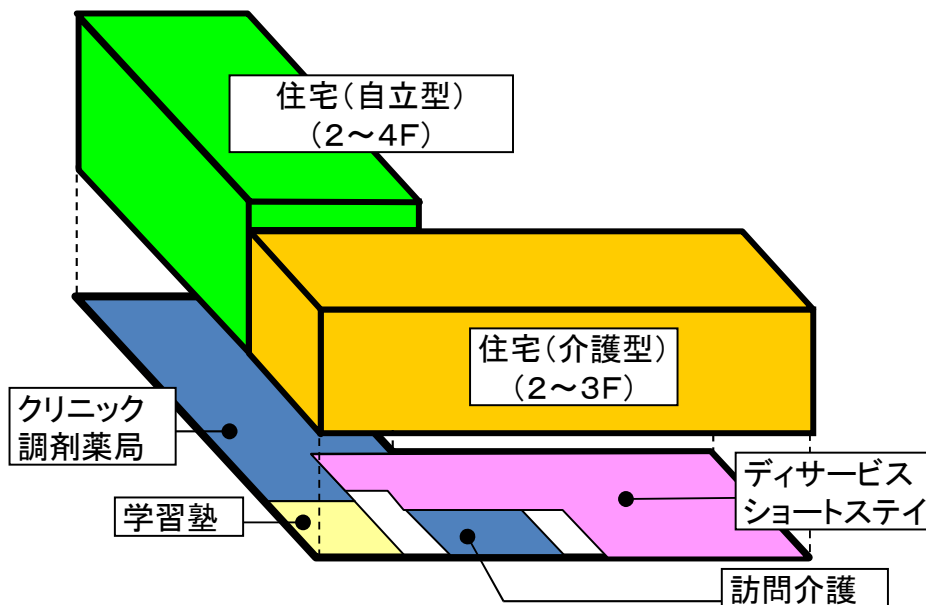 住宅(自立型)
(2～4F)
住宅(介護型)
(2～3F)
クリニック
調剤薬局
学習塾
ディサービス
ショートステイ
訪問介護